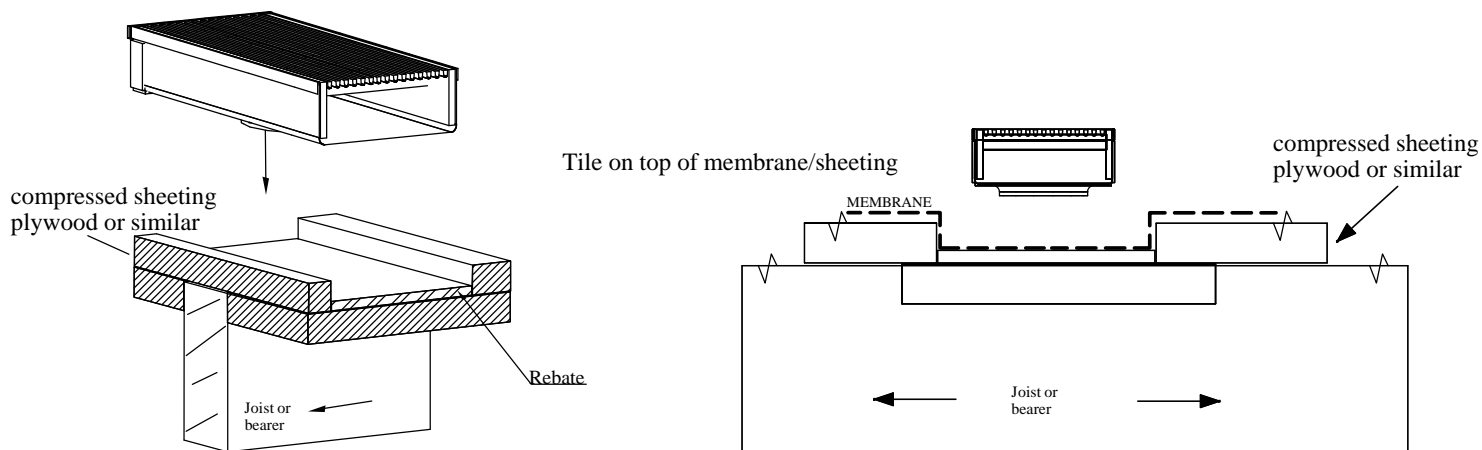 compressed sheeting
plywood or similar
Rebate
Joist or
bearer
Tile on top of membrane/sheeting
MEMBRANE
compressed sheeting
plywood or similar
Joist or
bearer